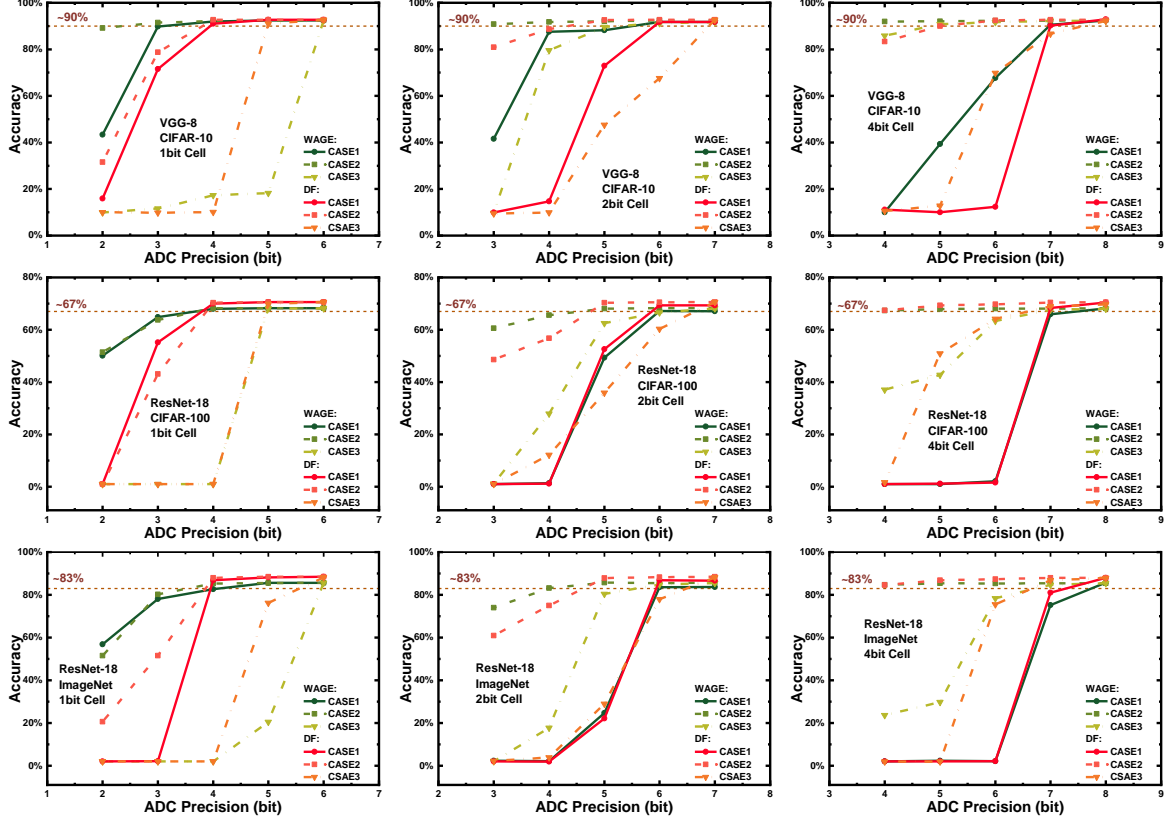 100%
90%
80%
70%
60%
50%
40%
30%
20%
10%
0%
Accuracy
~90%
VGG-8
CIFAR-10
1bit Cell
WAGE:
CASE1
CASE2
CASE3
DF:
CASE1
CASE2
CSAE3
1 2 3 4 5 6 7
ADC Precision (bit)
100%
80%
60%
40%
20%
0%
Accuracy
~90%
VGG-8
CIFAR-10
2bit Cell
WAGE:
CASE1
CASE2
CASE3
DF:
CASE1
CASE2
CSAE3
2 3 4 5 6 7 8
ADC Precision (bit)
100%
80%
60%
40%
20%
0%
Accuracy
~90%
VGG-8
CIFAR-10
4bit Cell
WAGE:
CASE1
CASE2
CASE3
DF:
CASE1
CASE2
CSAE3
3 4 5 6 7 8 9
ADC Precision (bit)
80%
60%
40%
20%
0%
Accuracy
~67%
ResNet-18
CIFAR-100
1bit Cell
WAGE:
CASE1
CASE2
CASE3
DF:
CASE1
CASE2
CSAE3
1 2 3 4 5 6 7
ADC Precision (bit)
80%
60%
40%
20%
0%
Accuracy
~67%
ResNet-18
CIFAR-100
2bit Cell
WAGE:
CASE1
CASE2
CASE3
DF:
CASE1
CASE2
CSAE3
2 3 4 5 6 7 8
ADC Precision (bit)
80%
60%
40%
20%
0%
Accuracy
~67%
ResNet-18
CIFAR-100
4bit Cell
WAGE:
CASE1
CASE2
CASE3
DF:
CASE1
CASE2
CSAE3
3 4 5 6 7 8 9
ADC Precision (bit)
100%
80%
60%
40%
20%
0%
Accuracy
~83%
ResNet-18
ImageNet
1bit Cell
WAGE:
CASE1
CASE2
CASE3
DF:
CASE1
CASE2
CSAE3
1 2 3 4 5 6 7
ADC Precision (bit)
100%
80%
60%
40%
20%
0%
Accuracy
~83%
ResNet-18
ImageNet
2bit Cell
WAGE:
CASE1
CASE2
CASE3
DF:
CASE1
CASE2
CSAE3
2 3 4 5 6 7 8
ADC Precision (bit)
100%
80%
60%
40%
20%
0%
Accuracy
~83%
ResNet-18
ImageNet
4bit Cell
WAGE:
CASE1
CASE2
CASE3
DF:
CASE1
CASE2
CSAE3
3 4 5 6 7 8 9
ADC Precision (bit)